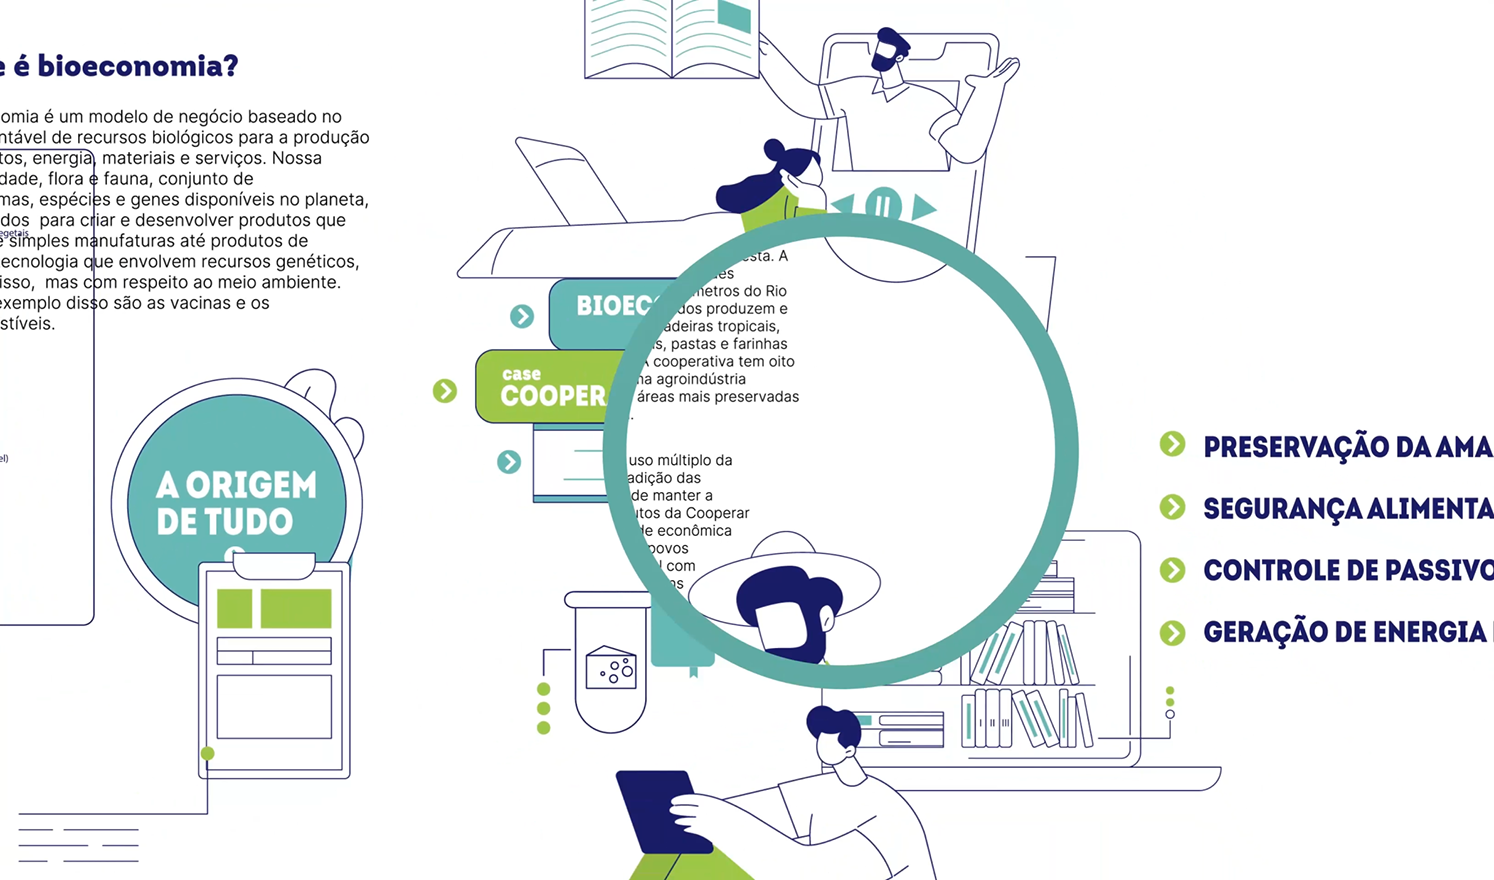 e é bioeconomia?
omia é um modelo de negócio baseado no
ntável de recursos biológicos para a produção
tos, energia, materiais e serviços. Nossa
dade, flora e fauna, conjunto de
mas, espécies e genes disponíveis no planeta,
dos para criar e desenvolver produtos que
e simples manufaturas até produtos de
tecnologia que envolvem recursos genéticos,
isso, mas com respeito ao meio ambiente.
exemplo disso são as vacinas e os
stíveis.
egetais
el)
A ORIGEM
DE TUDO
BIOEC
case
COOPER
esta. A
des
metros do Rio
dos produzem e
adeiras tropicais,
s, pastas e farinhas
A cooperativa tem oito
na agroindústria
áreas mais preservadas
.
uso múltiplo da
adição das
de manter a
utos da Cooperar
de econômica
povos
l com
os
PRESERVAÇÃO DA AMA
SEGURANÇA ALIMENTA
CONTROLE DE PASSIVO
GERAÇÃO DE ENERGIA